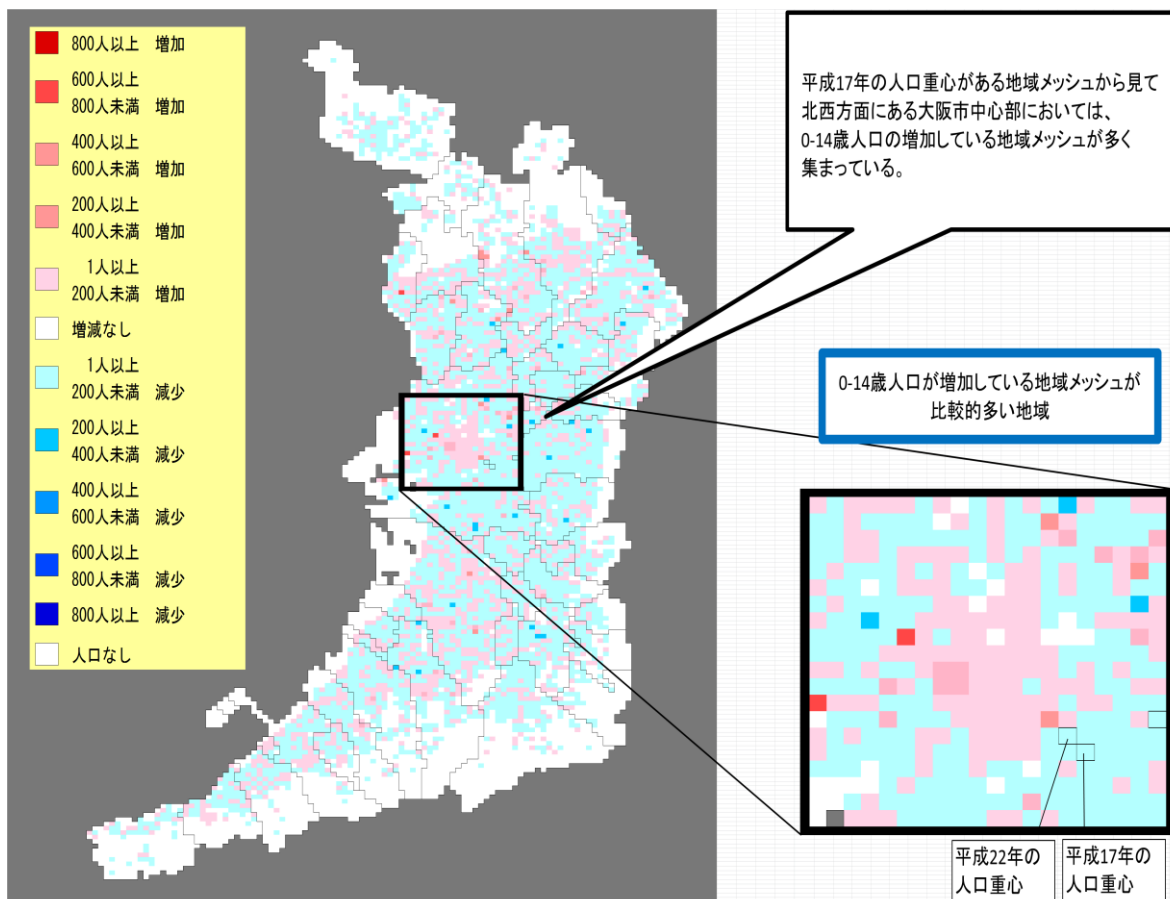 800人以上 増加
600人以上
800人未満 増加
400人以上
600人未満 増加
200人以上
400人未満 増加
1人以上
200人未満 増加
増減なし
1人以上
200人未満 減少
200人以上
400人未満 減少
400人以上
600人未満 減少
600人以上
800人未満 減少
800人以上 減少
人口なし
平成17年の人口重心がある地域メッシュから見て
北西方面にある大阪市中心部においては、
0-14歳人口の増加している地域メッシュが多く
集まっている。
0-14歳人口が増加している地域メッシュが
比較的多い地域
平成22年の
人口重心
平成17年の
人口重心